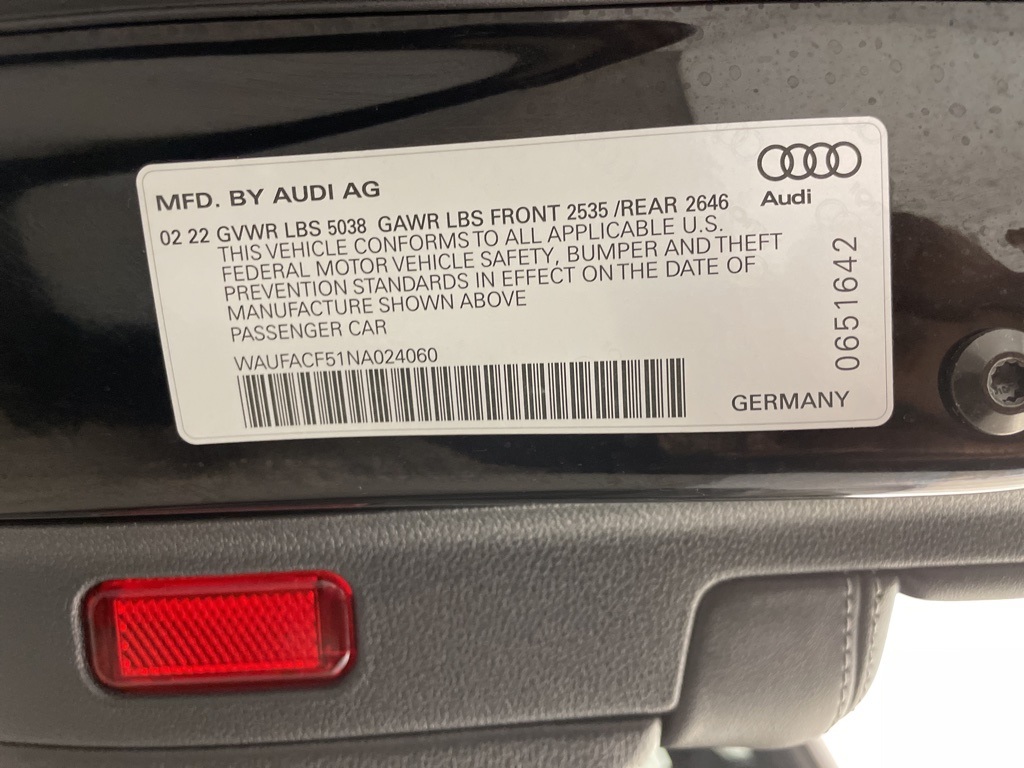 MFD. BY AUDI AG
Audi
02 22 GVWR LBS 5038 GAWR LBS FRONT 2535 /REAR 2646
THIS VEHICLE CONFORMS TO ALL APPLICABLE U.S.
FEDERAL MOTOR VEHICLE SAFETY, BUMPER AND THEFT
PREVENTION STANDARDS IN EFFECT ON THE DATE OF
MANUFACTURE SHOWN ABOVE
PASSENGER CAR
WAUFACF51NA024060
GERMANY
0651642